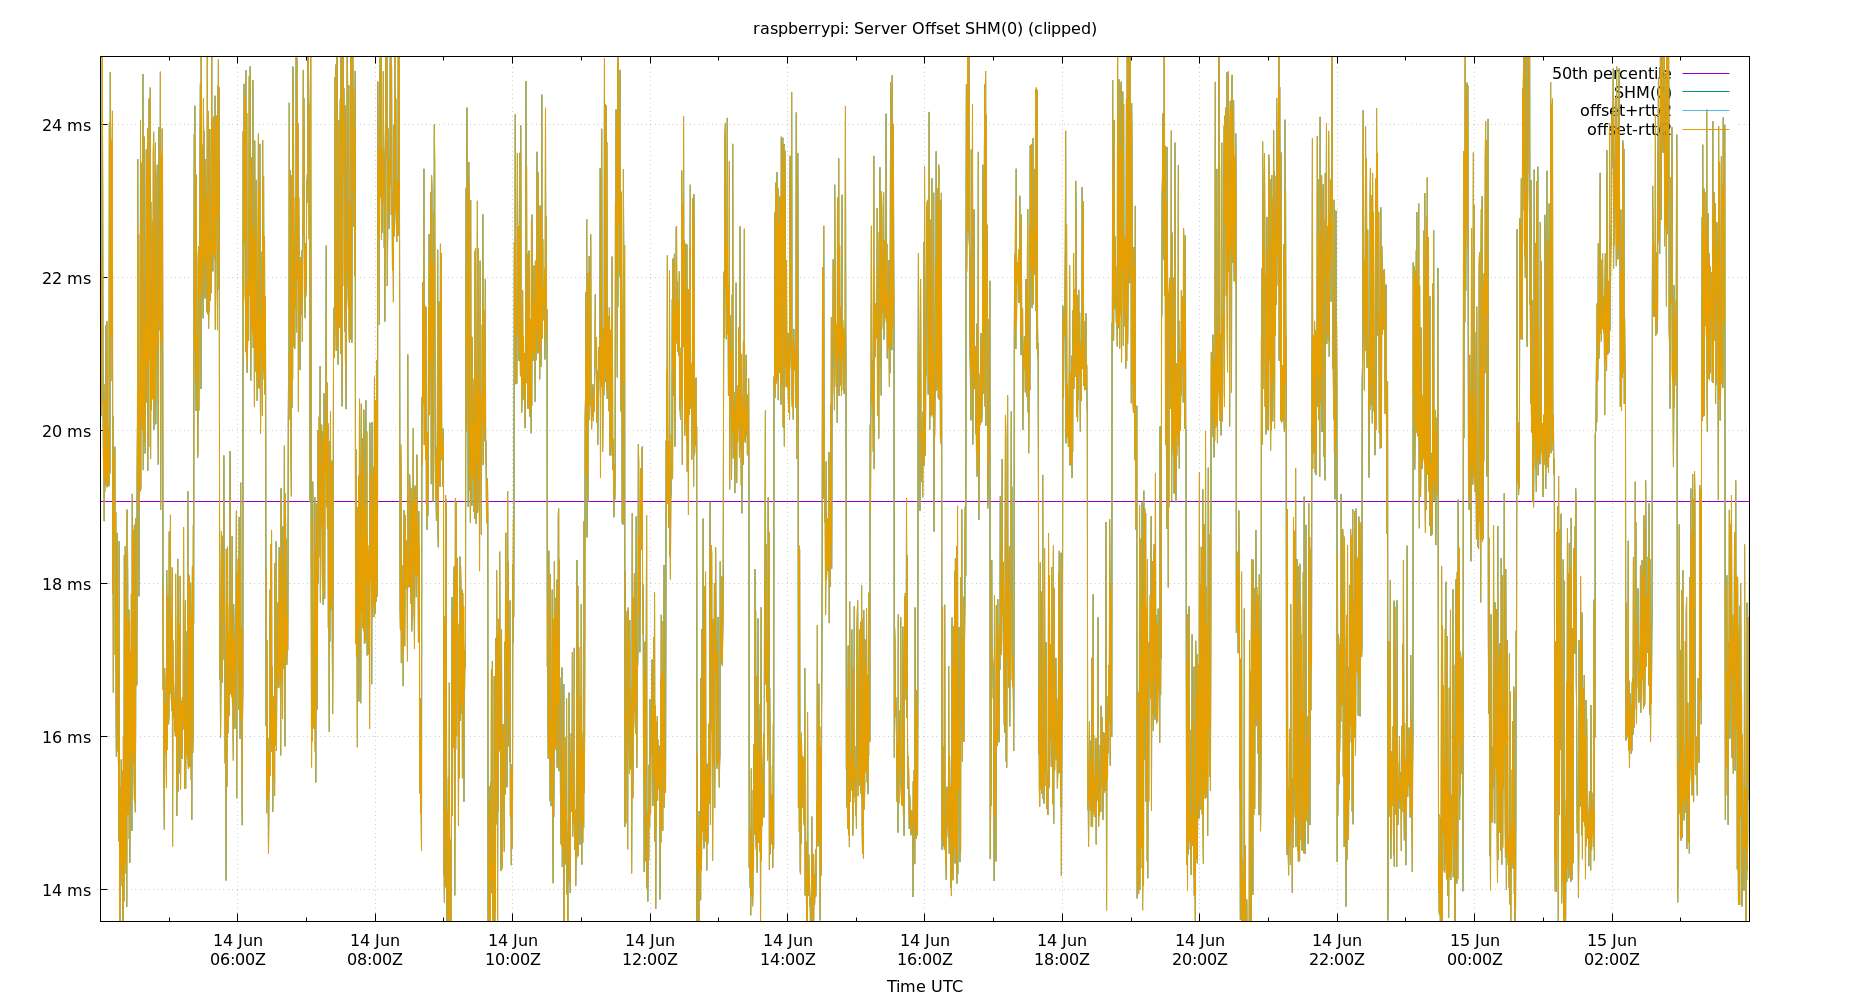 raspberrypi: Server Offset SHM(0) (clipped)
50th percentile
SHM(0)
offset+rtt/2
offset-rtt/2
24 ms
22 ms
20 ms
18 ms
16 ms
14 ms
14 Jun 14 Jun 14 Jun 14 Jun 14 Jun 14 Jun 14 Jun 14 Jun 14 Jun 15 Jun 15 Jun
06:00Z 08:00Z 10:00Z 12:00Z 14:00Z 16:00Z 18:00Z 20:00Z 22:00Z 00:00Z 02:00Z
Time UTC